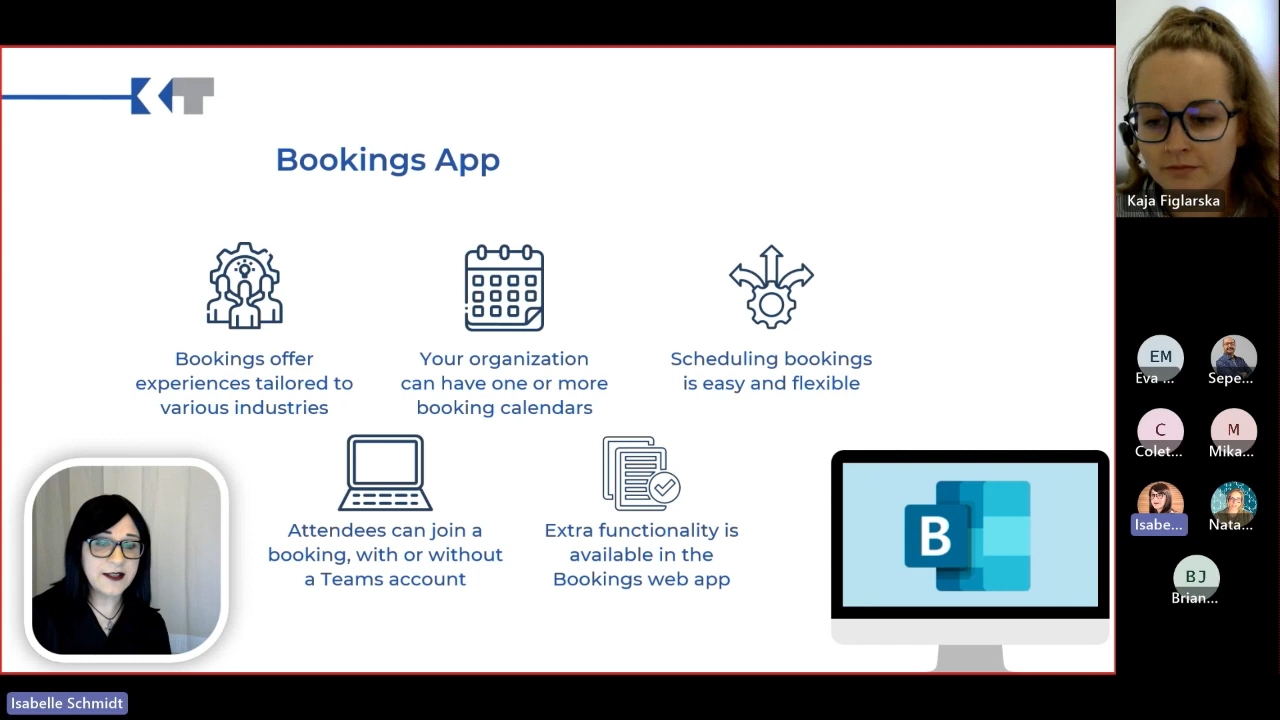 KIT
Bookings App
Bookings offer
experiences tailored to
various industries
Your organization
can have one or more
booking calendars
Scheduling bookings
is easy and flexible
Attendees can join a
booking, with or without
a Teams account
Extra functionality is
available in the
Bookings web app
B
Isabelle Schmidt
Kaja Figlarska
EM
Eva ...
Sepe...
C
Colet...
M
Mika...
Isabe...
Nata...
BJ
Brian...